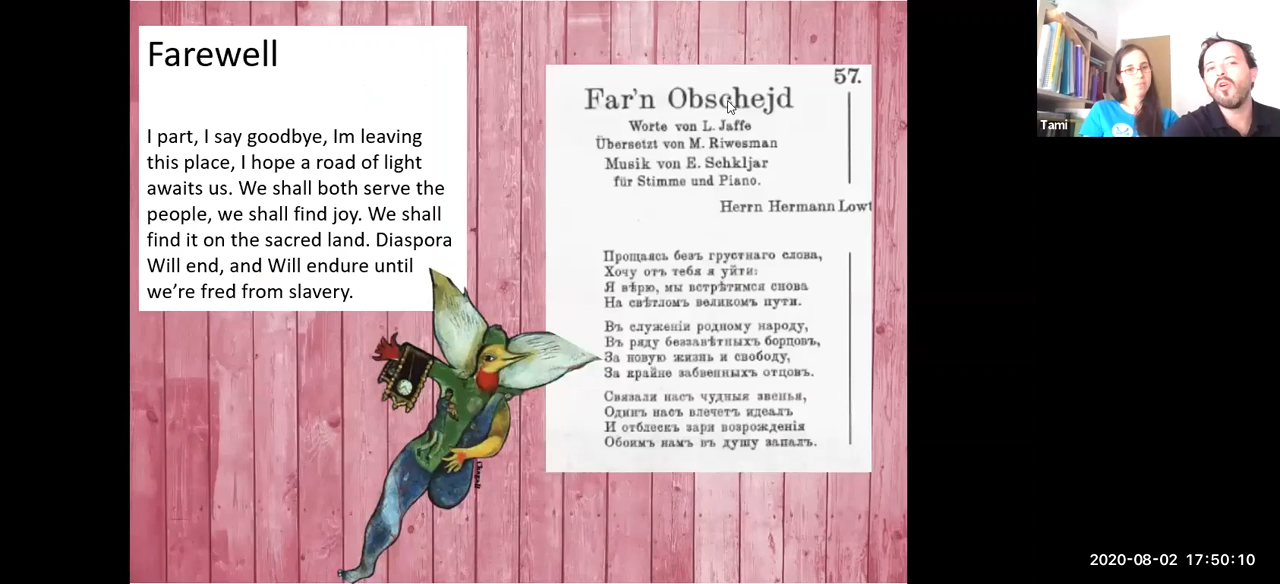 Farewell
I part, I say goodbye, Im leaving
this place, I hope a road of light
awaits us. We shall both serve the
people, we shall find joy. We shall
find it on the sacred land. Diaspora
Will end, and Will endure until
we’re fred from slavery.
57.
Far'n Obschejd
Worte von L. Jaffe
Übersetzt von M. Riwesman
Musik von E. Schkljar
für Stimme und Piano.
Herrn Hermann Lowt
Прощаясь безъ грустнаго слова,
Хочу отъ тебя я уйти:
Я вѣрю, мы встрѣтимся снова
На свѣтломъ великомъ пути.
Въ служеніи родному народу,
Въ ряду беззавѣтныхъ борцовъ,
За новую жизнь и свободу,
За крайне забвенныхъ отцовъ.
Связали насъ чудныя звенья,
Одинъ насъ влечетъ идеалъ
И отблескъ зари возрожденія
Обоимъ намъ въ душу запалъ.
Chagall
Tami
2020-08-02 17:50:10